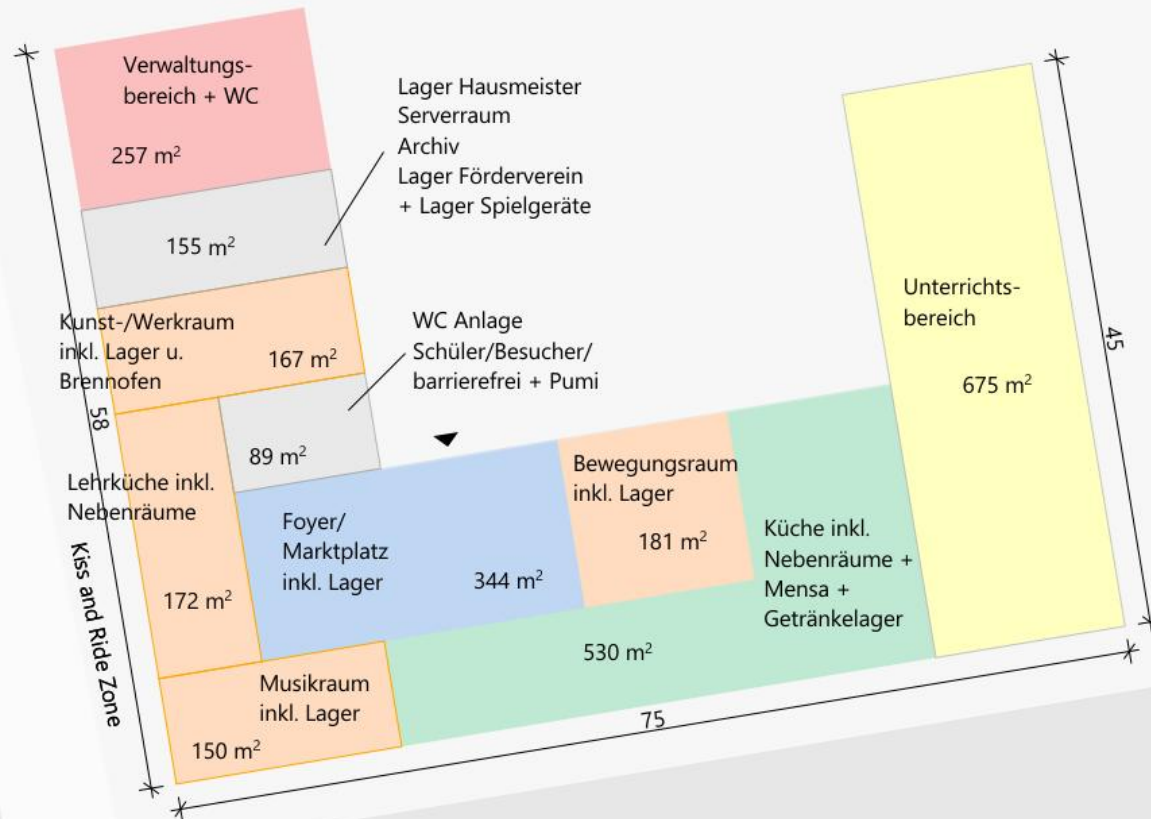 Verwaltungs-
bereich + WC
257 m²
Lager Hausmeister
Serverraum
Archiv
Lager Förderverein
+ Lager Spielgeräte
155 m²
Kunst-/Werkraum
inkl. Lager u.
Brennofen
167 m²
WC Anlage
Schüler/Besucher/
barrierefrei + Pumi
89 m²
Unterrichts-
bereich
675 m²
45
58
Lehrküche inkl.
Nebenräume
172 m²
Foyer/
Marktplatz
inkl. Lager
344 m²
Bewegungsraum
inkl. Lager
181 m²
Küche inkl.
Nebenräume +
Mensa +
Getränkelager
530 m²
Kiss and Ride Zone
Musikraum
inkl. Lager
150 m²
75